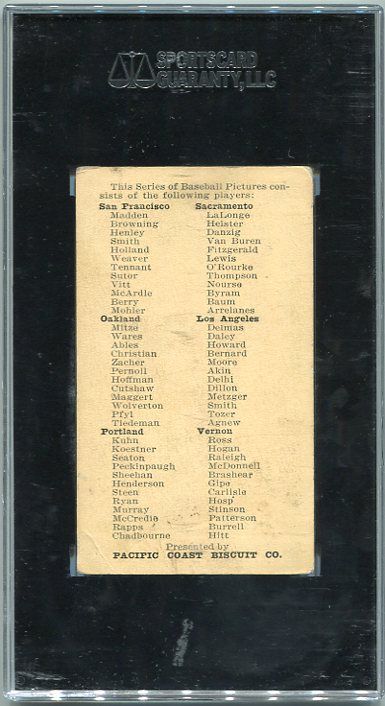 SPORTSCARD
GUARANTY, LLC
This Series of Baseball Pictures con-
sists of the following players:
San Francisco
Madden
Browning
Henley
Smith
Holland
Weaver
Tennant
Sutor
Vitt
McArdle
Berry
Mohler
Oakland
Mitze
Wares
Ables
Christian
Zacher
Pernoll
Hoffman
Cutshaw
Maggert
Wolverton
Pfyl
Tiedeman
Portland
Kuhn
Koestner
Seaton
Peckinpaugh
Sheehan
Henderson
Steen
Ryan
Murray
McCredie
Rapps
Chadbourne
Sacramento
LaLonge
Heister
Danzig
Van Buren
Fitzgerald
Lewis
O'Rourke
Thompson
Nourse
Byram
Baum
Arrelanes
Los Angeles
Delmas
Daley
Howard
Bernard
Moore
Akin
Delhi
Dillon
Metzger
Smith
Tozer
Agnew
Vernon
Ross
Hogan
Raleigh
McDonnell
Brashear
Gipe
Carlisle
Hosp
Stinson
Patterson
Burrell
Hitt
Presented by
PACIFIC COAST BISCUIT CO.